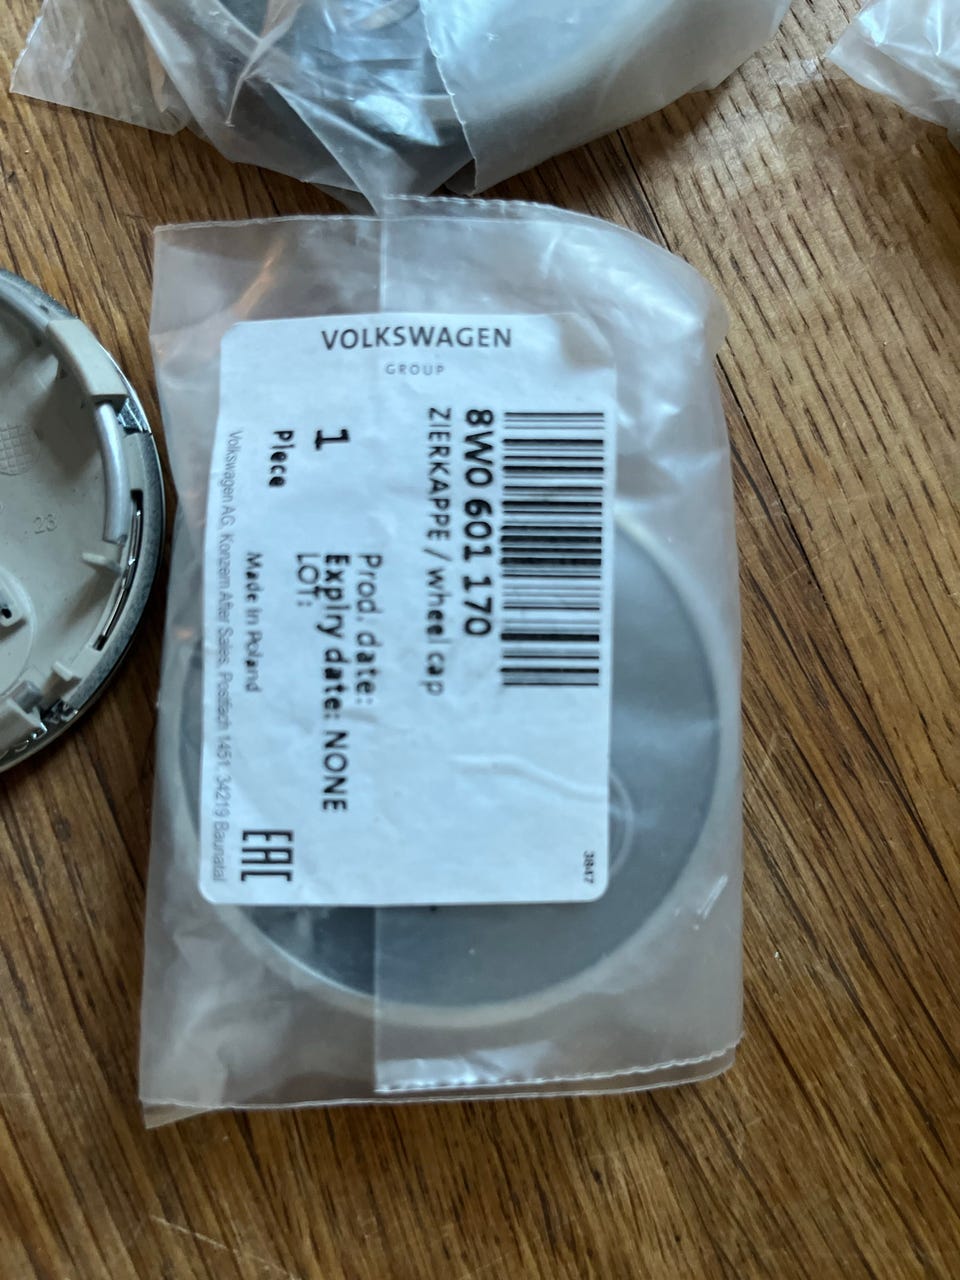 VOLKSWAGEN
GROUP
8W0 601 170
ZIERKAPPE / wheel cap
Prod. date:
Expiry date: NONE
LOT:
1
Piece
Made in Poland
Volkswagen AG, Konzern After Sales, Postfach 1451, 34219 Baunatal
EAC
3847
23